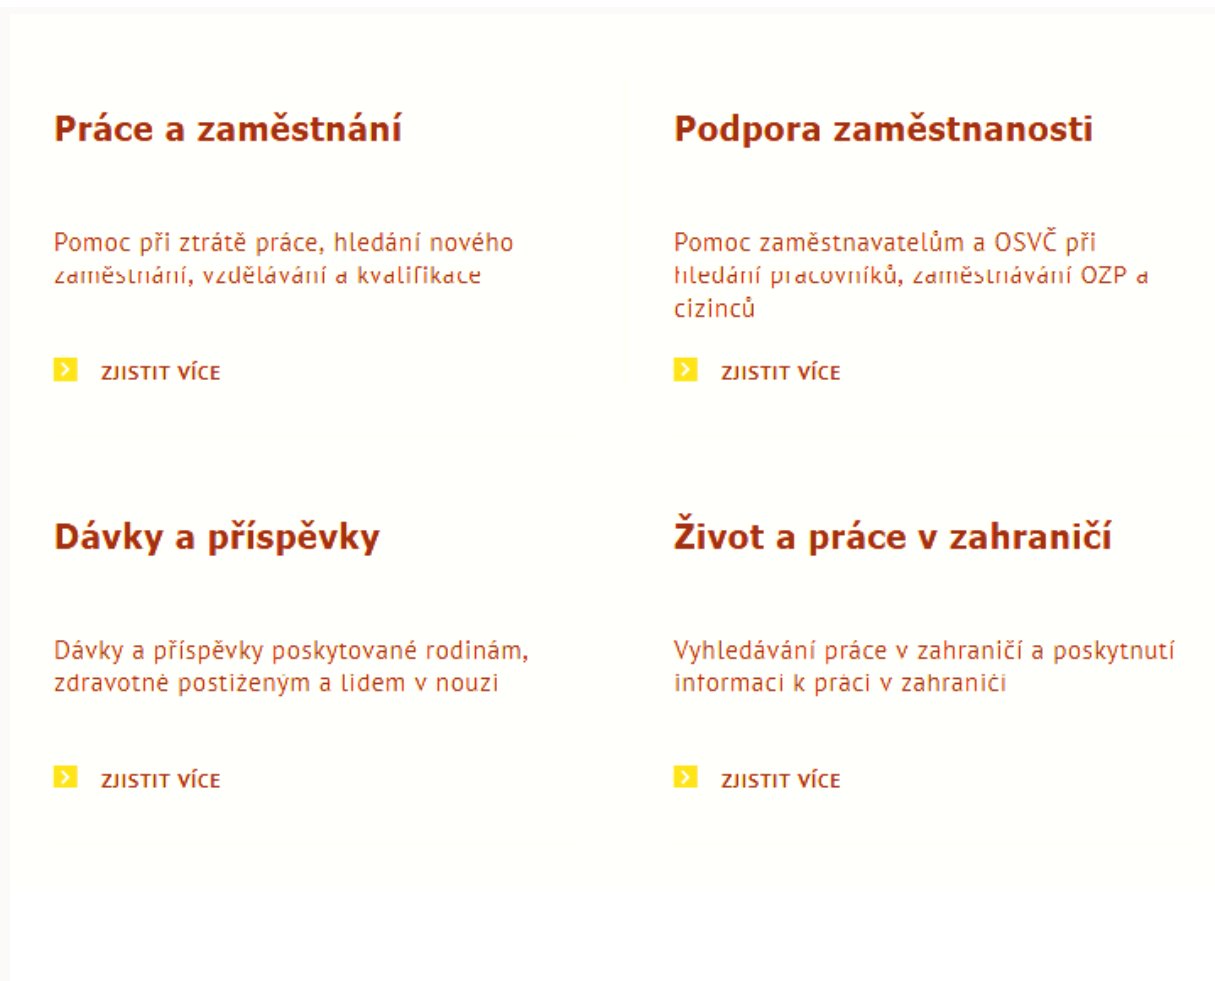 Práce a zaměstnání
Pomoc při ztrátě práce, hledání nového
zaměstnání, vzdělávání a kvalifikace
ZJISTIT VÍCE
Podpora zaměstnanosti
Pomoc zaměstnavatelům a OSVČ při
hledání pracovníků, zaměstnávání OZP a
cizinců
ZJISTIT VÍCE
Dávky a příspěvky
Dávky a příspěvky poskytované rodinám,
zdravotně postiženým a lidem v nouzi
ZJISTIT VÍCE
Život a práce v zahraničí
Vyhledávání práce v zahraničí a poskytnutí
informací k práci v zahraničí
ZJISTIT VÍCE